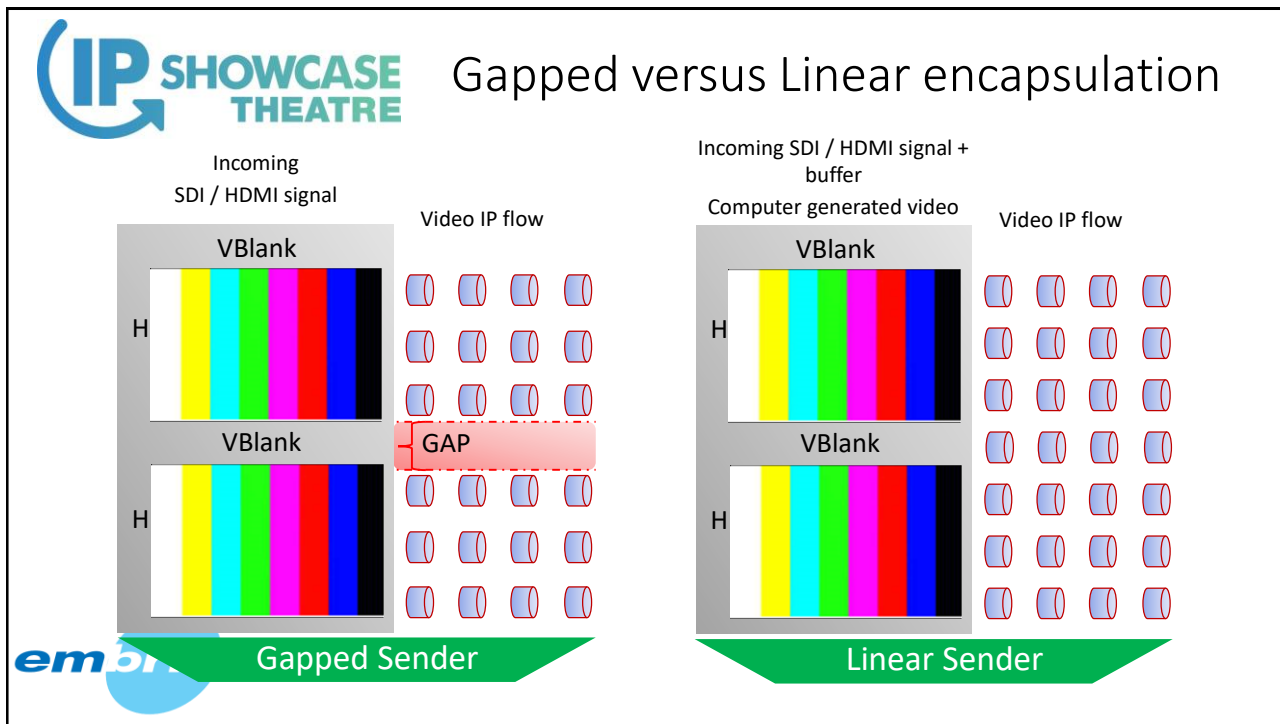 IP SHOWCASE
THEATRE
Gapped versus Linear encapsulation
Incoming
SDI / HDMI signal
Video IP flow
VBlank
H
GAP
VBlank
H
Gapped Sender
Incoming SDI / HDMI signal +
buffer
Computer generated video
Video IP flow
VBlank
H
VBlank
H
Linear Sender